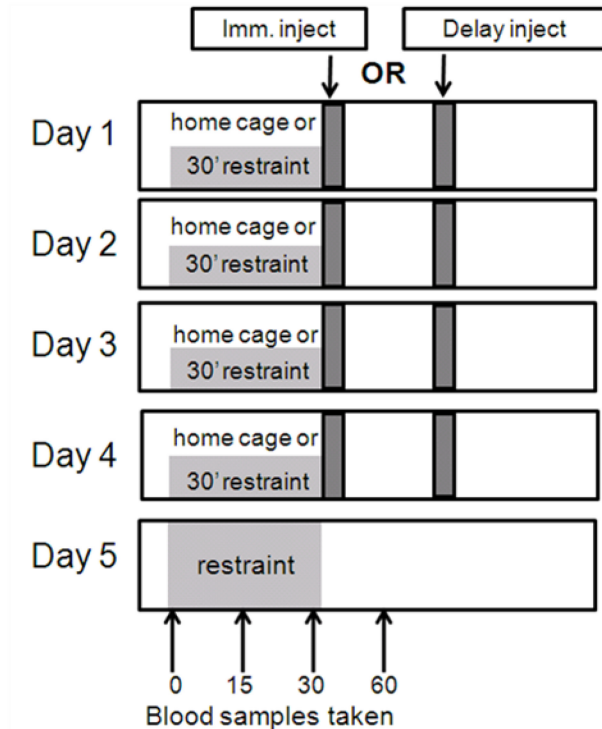 Imm. inject
Delay inject
OR
Day 1
home cage or
30' restraint
Day 2
home cage or
30' restraint
Day 3
home cage or
30' restraint
Day 4
home cage or
30' restraint
Day 5
restraint
0 15 30 60
Blood samples taken